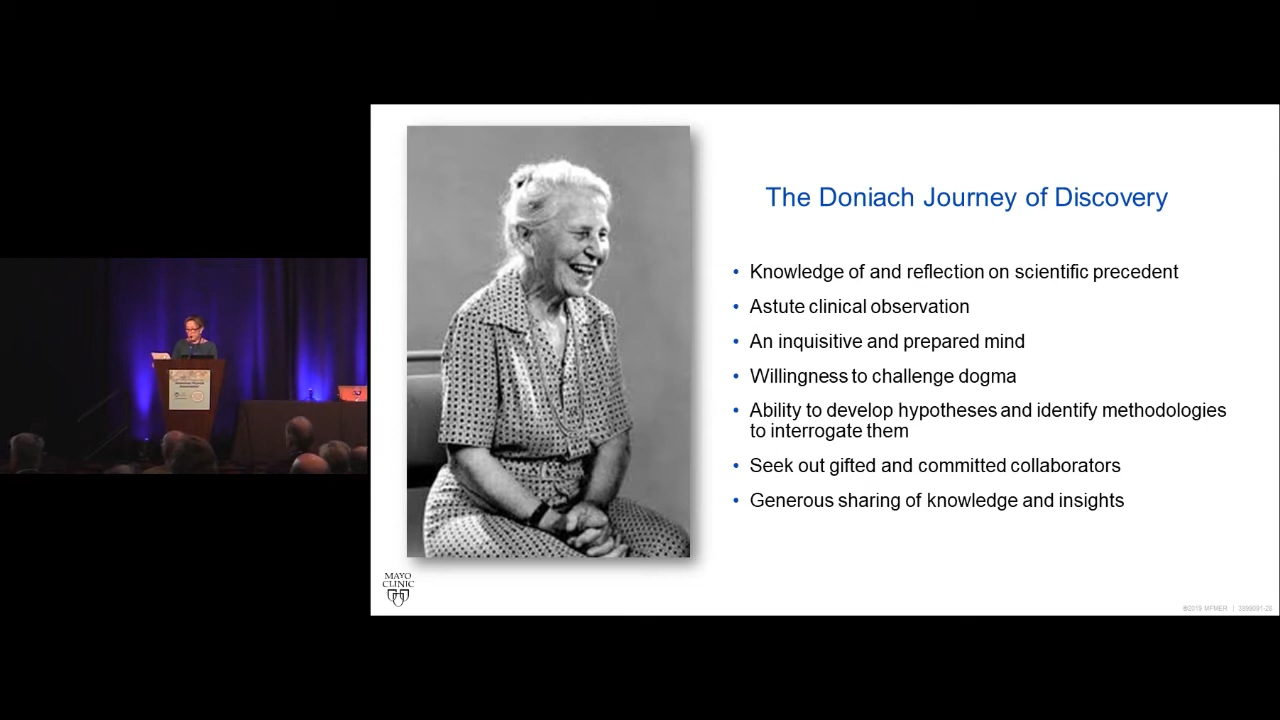 The Doniach Journey of Discovery
• Knowledge of and reflection on scientific precedent
• Astute clinical observation
• An inquisitive and prepared mind
• Willingness to challenge dogma
• Ability to develop hypotheses and identify methodologies
to interrogate them
• Seek out gifted and committed collaborators
• Generous sharing of knowledge and insights
MAYO
CLINIC
©2019 MFMER |